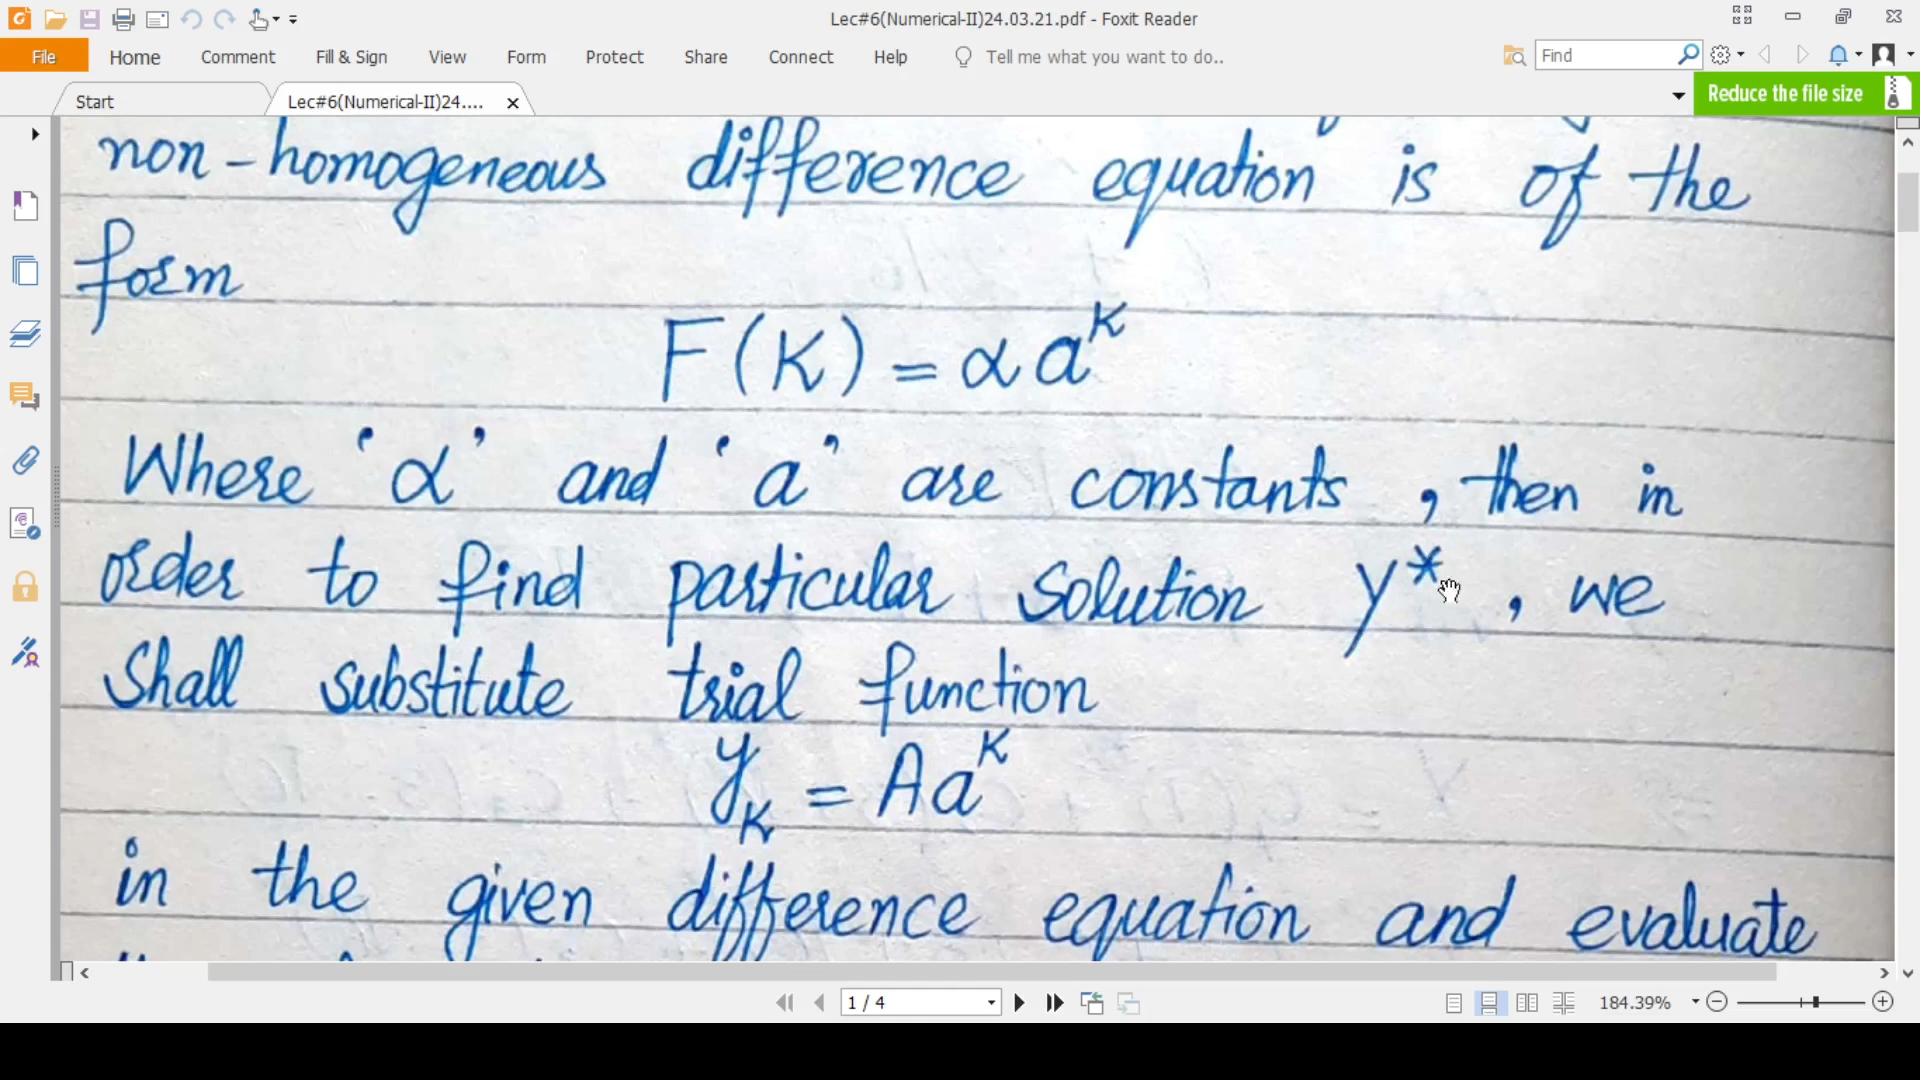 Lec#6(Numerical-II)24.03.21.pdf - Foxit Reader
File Home Comment Fill & Sign View Form Protect Share Connect Help Tell me what you want to do.. Find
Start Lec#6(Numerical-II)24.... Reduce the file size
non-homogeneous difference equation is of the
form
F(K) = α a^K
Where 'α' and 'a' are constants, then in
order to find particular solution y*, we
Shall substitute trial function
y_K = A a^K
in the given difference equation and evaluate
1 / 4 184.39%